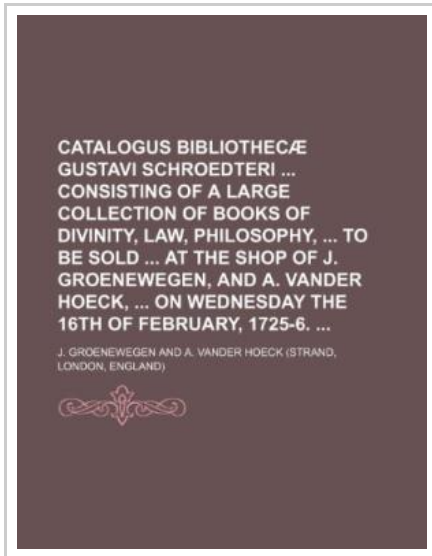 CATALOGUS BIBLIOTHECÆ
GUSTAVI SCHROEDTERI ...
CONSISTING OF A LARGE
COLLECTION OF BOOKS OF
DIVINITY, LAW, PHILOSOPHY, ... TO
BE SOLD ... AT THE SHOP OF J.
GROENEWEGEN, AND A. VANDER
HOECK, ... ON WEDNESDAY THE
16TH OF FEBRUARY, 1725-6. ...
J. GROENEWEGEN AND A. VANDER HOECK (STRAND,
LONDON, ENGLAND)